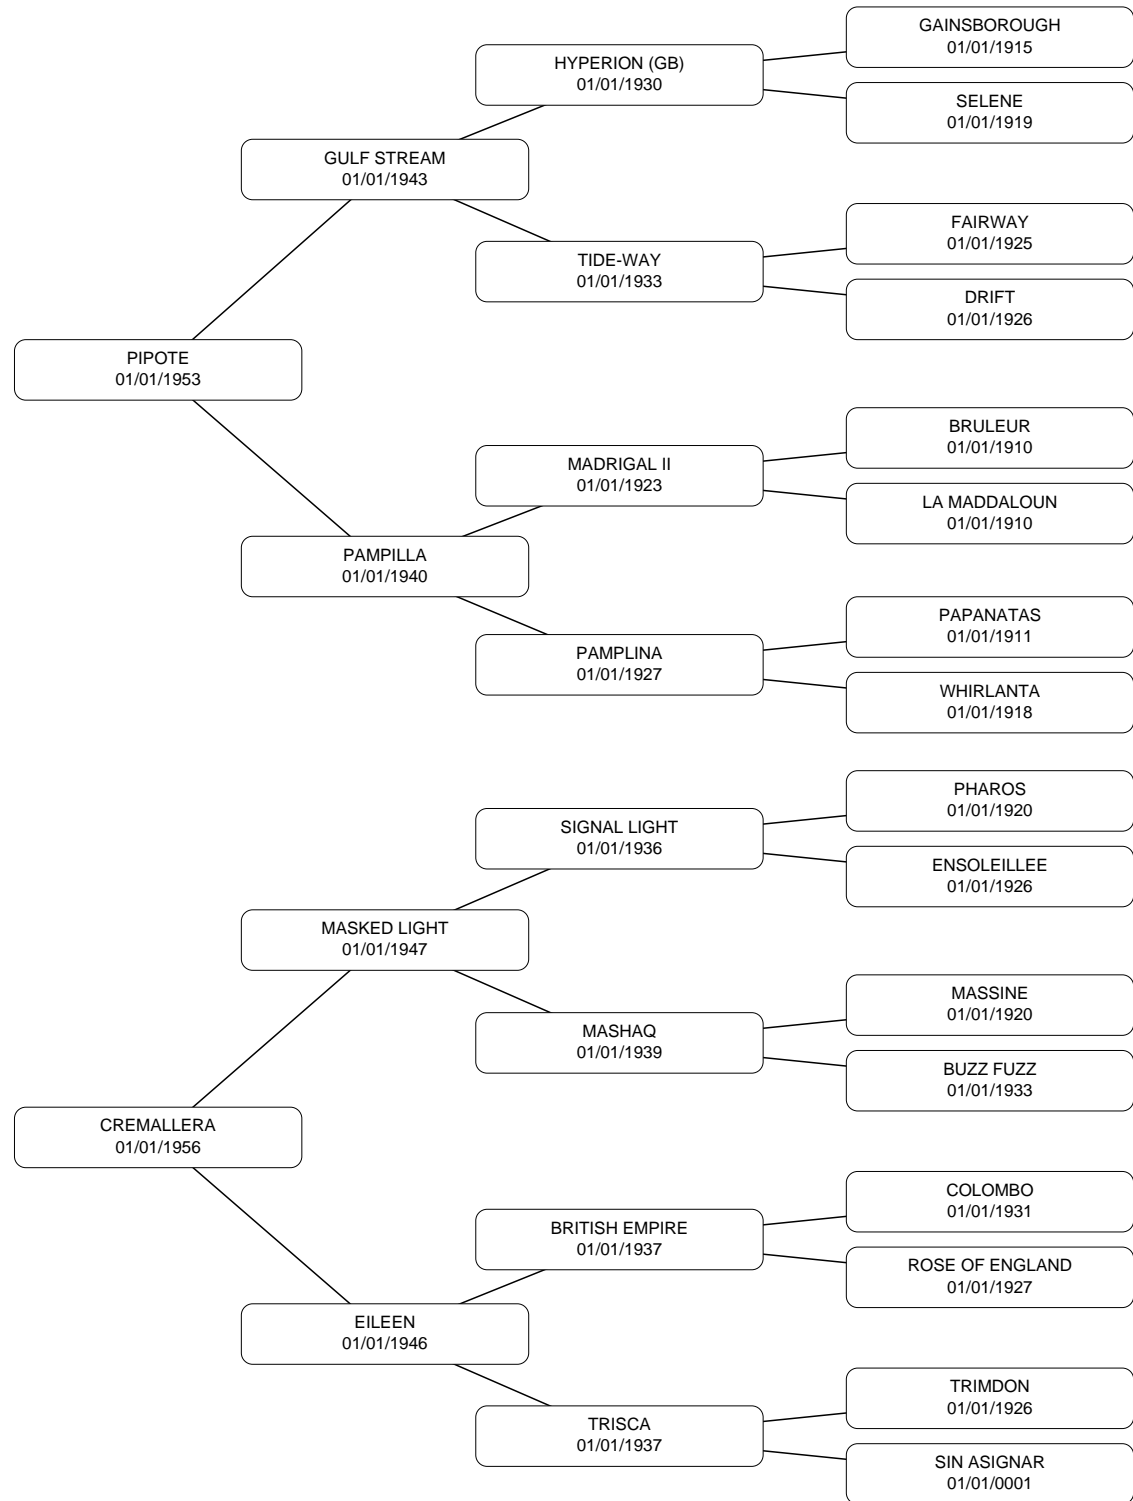 GAINSBOROUGH
01/01/1915
HYPERION (GB)
01/01/1930
SELENE
01/01/1919
GULF STREAM
01/01/1943
FAIRWAY
01/01/1925
TIDE-WAY
01/01/1933
DRIFT
01/01/1926
PIPOTE
01/01/1953
BRULEUR
01/01/1910
MADRIGAL II
01/01/1923
LA MADDALOUN
01/01/1910
PAMPILLA
01/01/1940
PAPANATAS
01/01/1911
PAMPLINA
01/01/1927
WHIRLANTA
01/01/1918
PHAROS
01/01/1920
SIGNAL LIGHT
01/01/1936
ENSOLEILLEE
01/01/1926
MASKED LIGHT
01/01/1947
MASSINE
01/01/1920
MASHAQ
01/01/1939
BUZZ FUZZ
01/01/1933
CREMALLERA
01/01/1956
COLOMBO
01/01/1931
BRITISH EMPIRE
01/01/1937
ROSE OF ENGLAND
01/01/1927
EILEEN
01/01/1946
TRIMDON
01/01/1926
TRISCA
01/01/1937
SIN ASIGNAR
01/01/0001